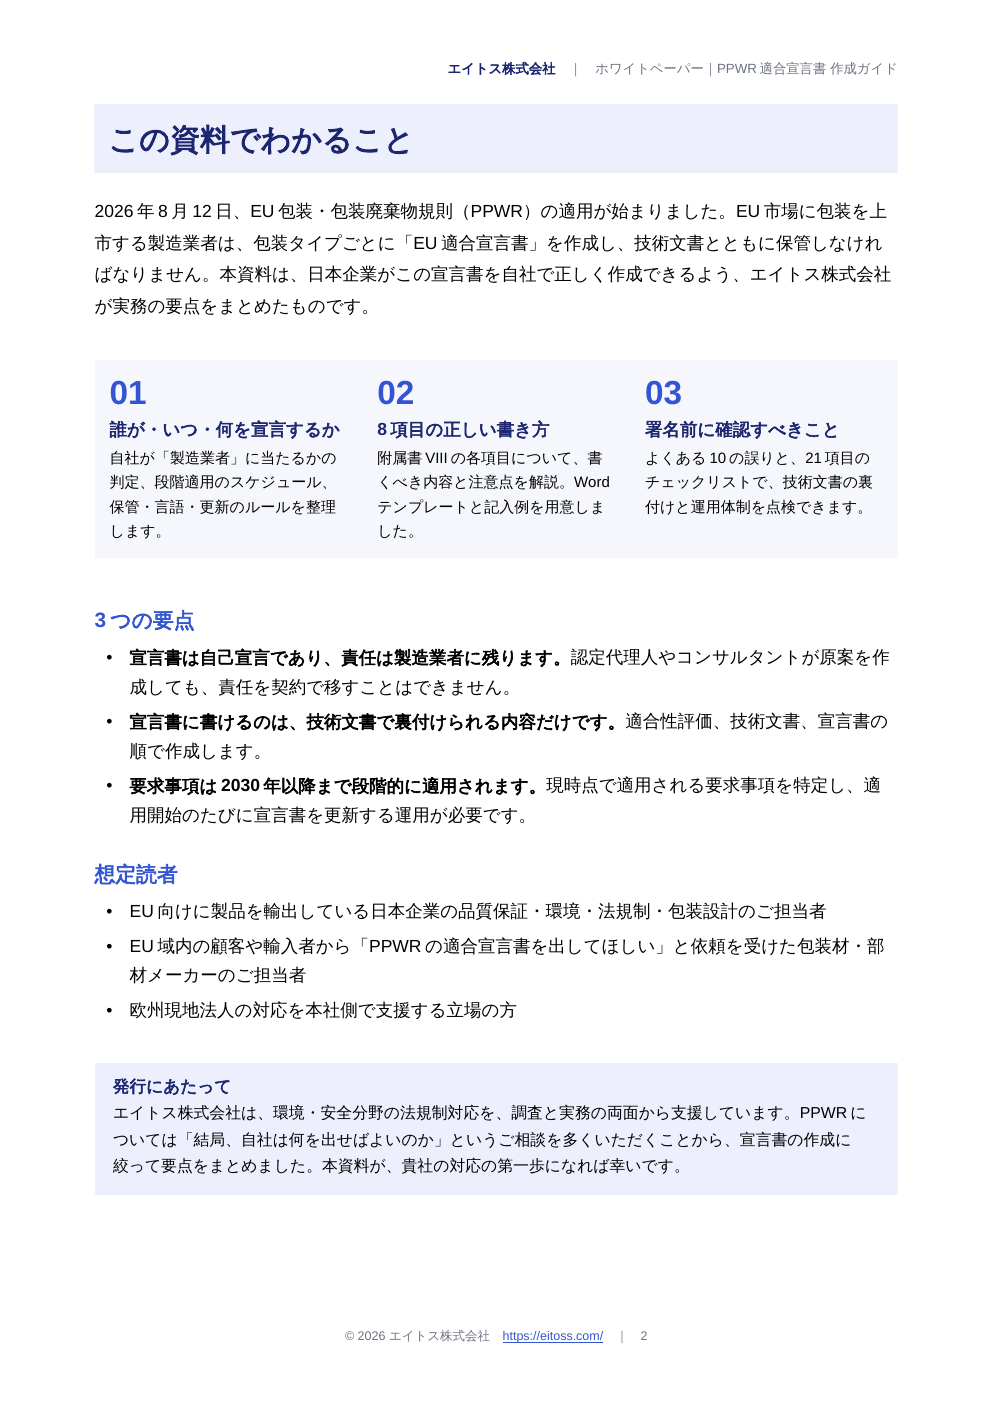 エイトス株式会社 ｜ ホワイトペーパー｜PPWR 適合宣言書 作成ガイド
この資料でわかること
2026 年 8 月 12 日、EU 包装・包装廃棄物規則（PPWR）の適用が始まりました。EU 市場に包装を上
市する製造業者は、包装タイプごとに「EU 適合宣言書」を作成し、技術文書とともに保管しなけれ
ばなりません。本資料は、日本企業がこの宣言書を自社で正しく作成できるよう、エイトス株式会社
が実務の要点をまとめたものです。
01
誰が・いつ・何を宣言するか
自社が「製造業者」に当たるかの
判定、段階適用のスケジュール、
保管・言語・更新のルールを整理
します。
02
8 項目の正しい書き方
附属書 VIII の各項目について、書
くべき内容と注意点を解説。Word
テンプレートと記入例を用意しま
した。
03
署名前に確認すべきこと
よくある 10 の誤りと、21 項目の
チェックリストで、技術文書の裏
付けと運用体制を点検できます。
3 つの要点
• 宣言書は自己宣言であり、責任は製造業者に残ります。認定代理人やコンサルタントが原案を作
成しても、責任を契約で移すことはできません。
• 宣言書に書けるのは、技術文書で裏付けられる内容だけです。適合性評価、技術文書、宣言書の
順で作成します。
• 要求事項は 2030 年以降まで段階的に適用されます。現時点で適用される要求事項を特定し、適
用開始のたびに宣言書を更新する運用が必要です。
想定読者
• EU 向けに製品を輸出している日本企業の品質保証・環境・法規制・包装設計のご担当者
• EU 域内の顧客や輸入者から「PPWR の適合宣言書を出してほしい」と依頼を受けた包装材・部
材メーカーのご担当者
• 欧州現地法人の対応を本社側で支援する立場の方
発行にあたって
エイトス株式会社は、環境・安全分野の法規制対応を、調査と実務の両面から支援しています。PPWR に
ついては「結局、自社は何を出せばよいのか」というご相談を多くいただくことから、宣言書の作成に
絞って要点をまとめました。本資料が、貴社の対応の第一歩になれば幸いです。
© 2026 エイトス株式会社 https://eitoss.com/ ｜ 2